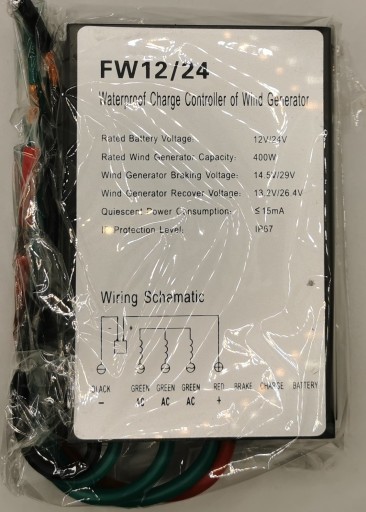 FW12/24
Waterproof Charge Controller of Wind Generator
Rated Battery Voltage: 12V/24V
Rated Wind Generator Capacity: 400W
Wind Generator Braking Voltage: 14.5V/29V
Wind Generator Recover Voltage: 13.2V/26.4V
Quiescent Power Consumption: ≤15mA
Protection Level: IP67
Wiring Schematic
BLACK GREEN GREEN GREEN RED BRAKE CHARGE BATTERY
− AC AC AC +